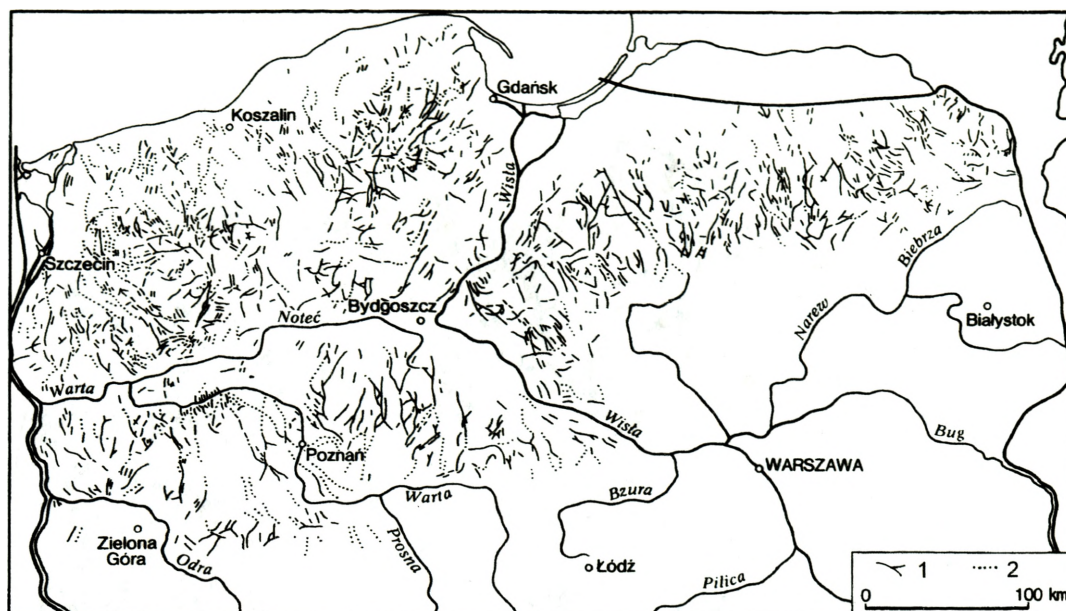 Gdańsk
Koszalin
Wisła
Szczecin
Biebrza
Bydgoszcz
Noteć
Narew
Białystok
Warta
Wisła
Bug
Poznań
WARSZAWA
Warta
Bzura
Zielona
Góra
Odra
Prosna
Łódź
Pilica
1
2
0
100 km